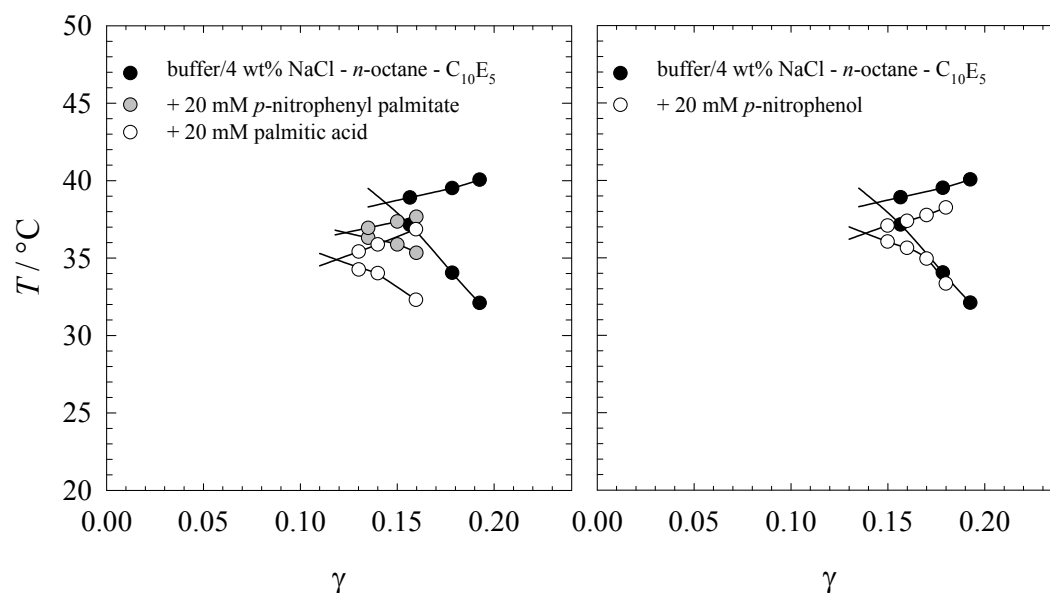 50
45
40
35
30
25
20
T / °C
buffer/4 wt% NaCl - n-octane - C₁₀E₅
+ 20 mM p-nitrophenyl palmitate
+ 20 mM palmitic acid
0.00 0.05 0.10 0.15 0.20
γ
buffer/4 wt% NaCl - n-octane - C₁₀E₅
+ 20 mM p-nitrophenol
0.00 0.05 0.10 0.15 0.20
γ